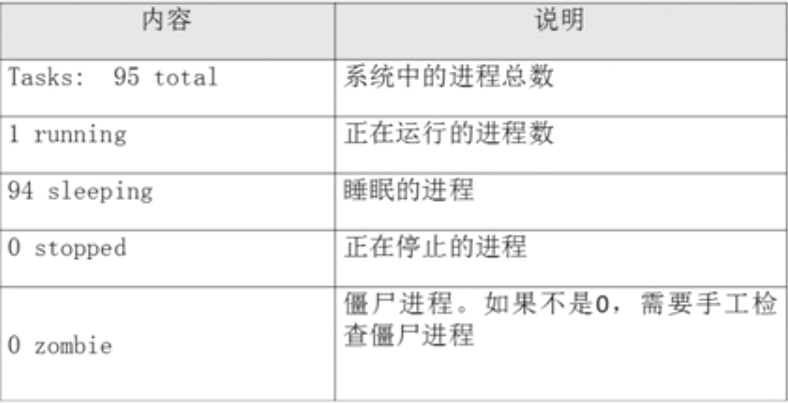 内容 说明
Tasks:  95 total 系统中的进程总数
1 running 正在运行的进程数
94 sleeping 睡眠的进程
0 stopped 正在停止的进程
0 zombie 僵尸进程。如果不是0，需要手工检
查僵尸进程